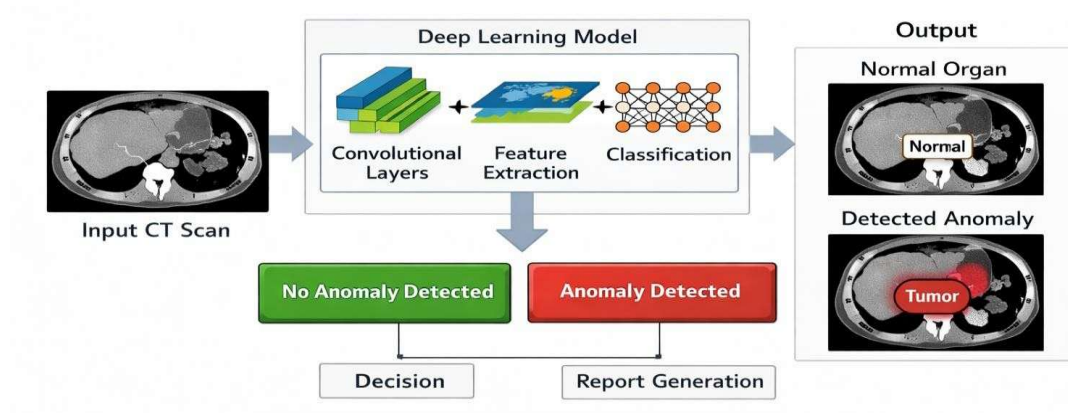 Deep Learning Model
Output
Normal Organ
Convolutional
Layers
Feature
Extraction
Classification
Normal
Input CT Scan
Detected Anomaly
No Anomaly Detected
Anomaly Detected
Tumor
Decision
Report Generation